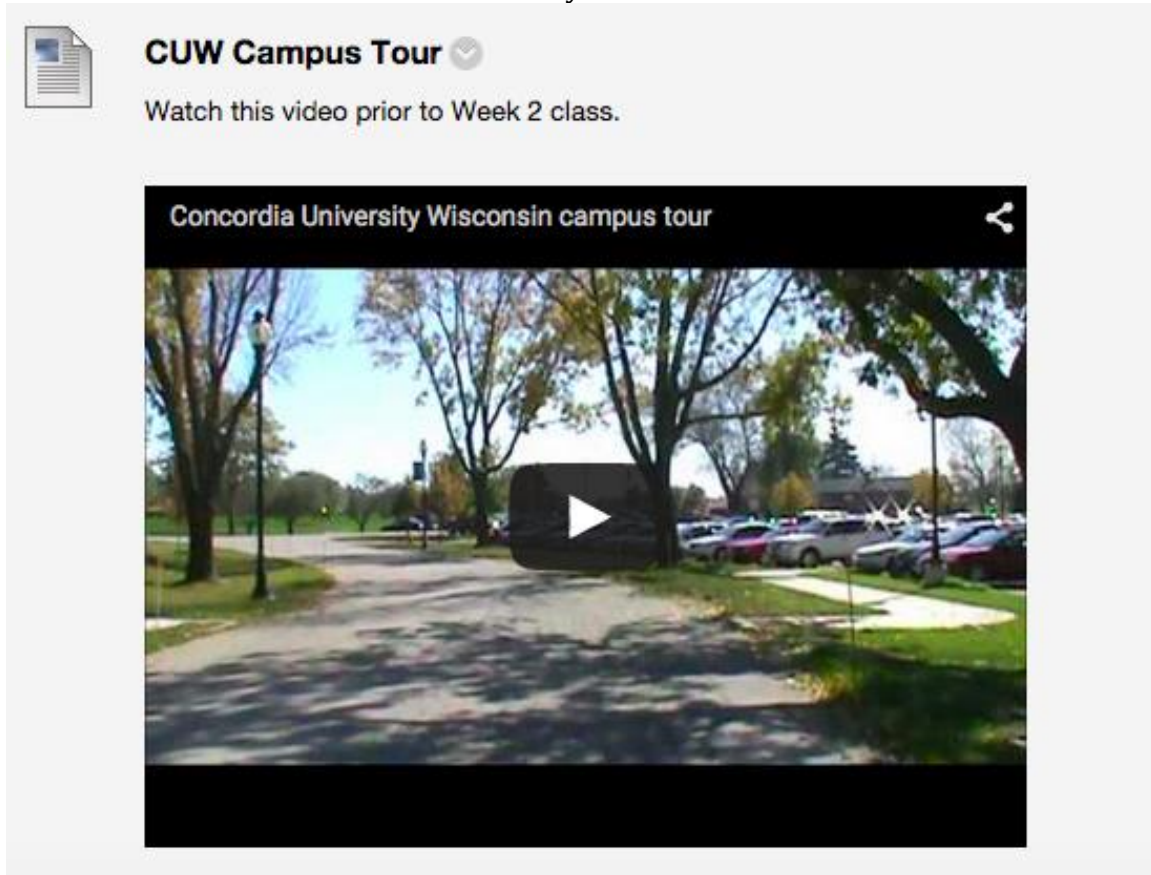 CUW Campus Tour
Watch this video prior to Week 2 class.
Concordia University Wisconsin campus tour